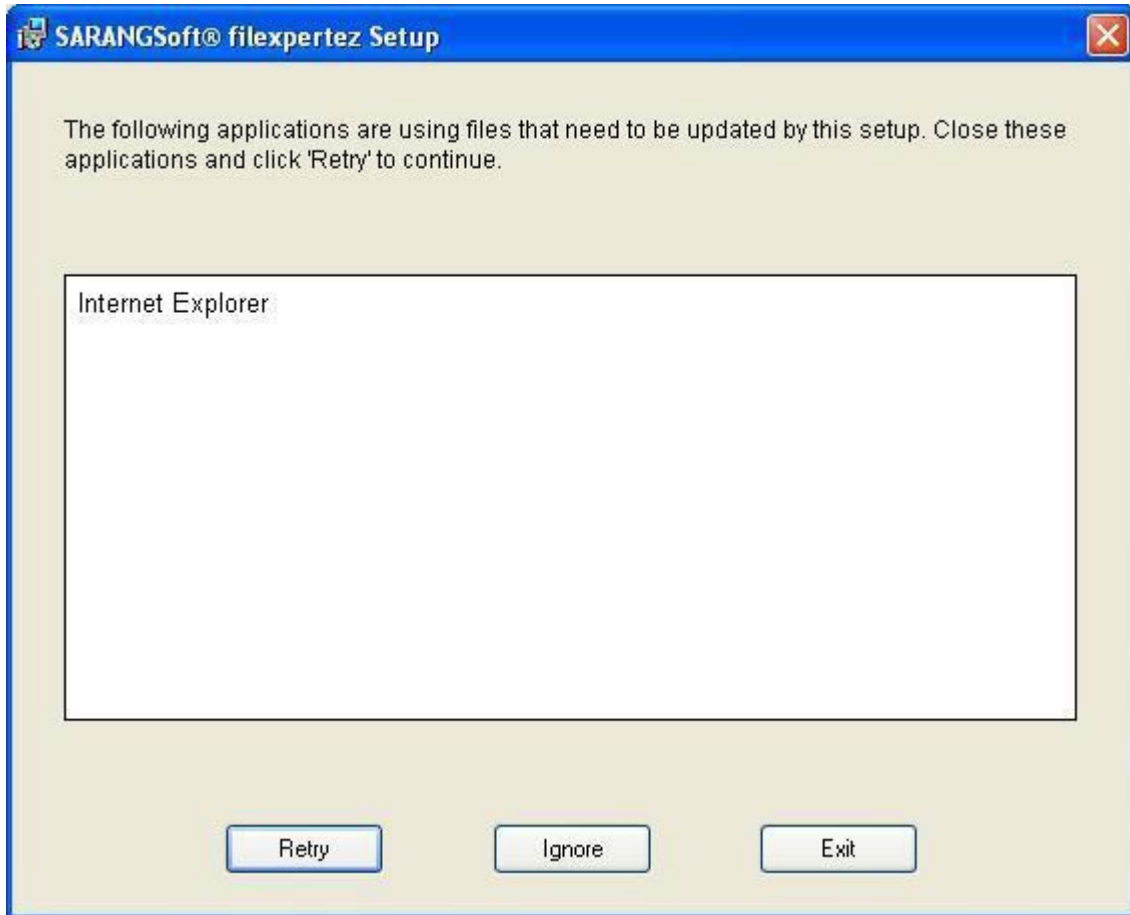 SARANGSoft® filexpertez Setup
The following applications are using files that need to be updated by this setup. Close these
applications and click 'Retry' to continue.
Internet Explorer
Retry
Ignore
Exit